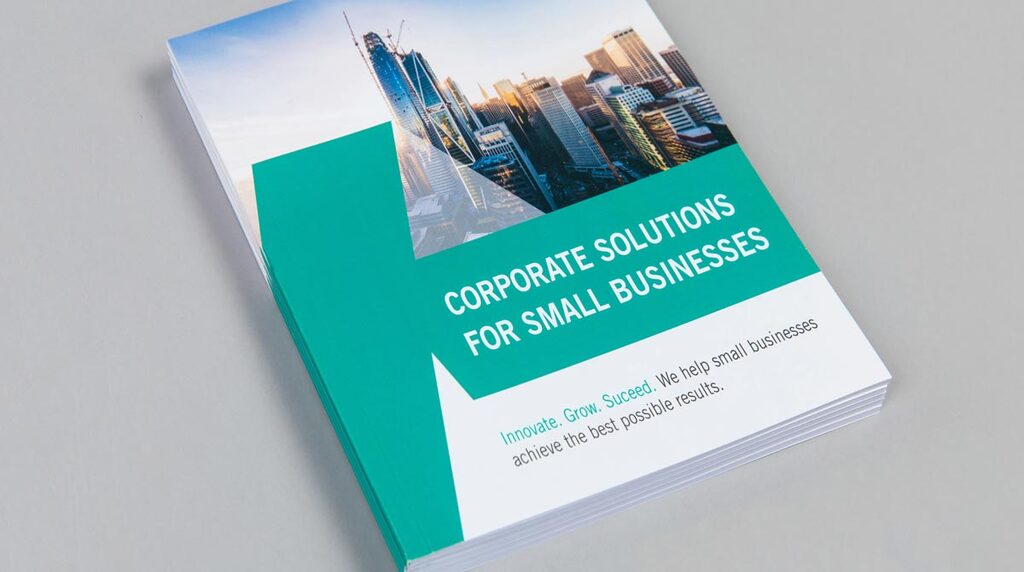 CORPORATE SOLUTIONS
FOR SMALL BUSINESSES
Innovate. Grow. Suceed. We help small businesses
achieve the best possible results.